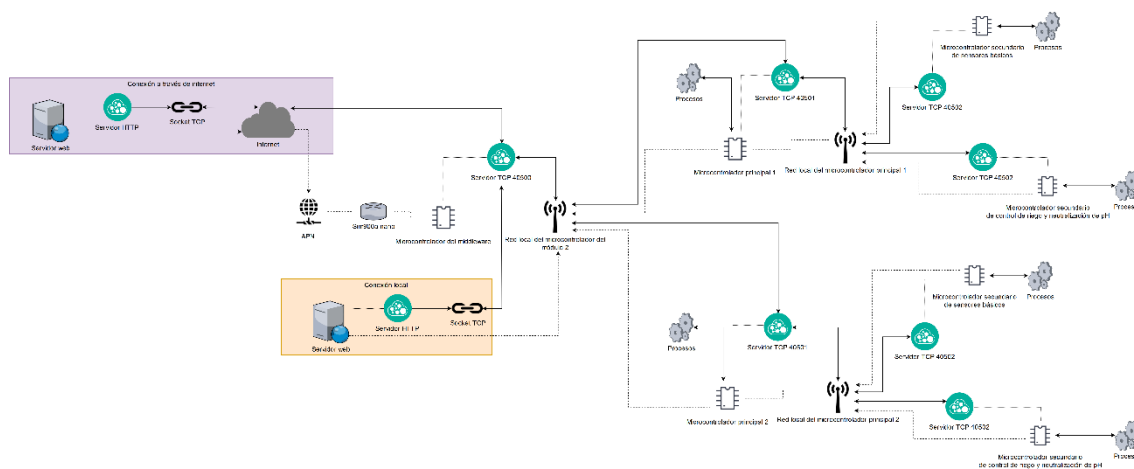 Conexión a través de internet
Servidor web
Servidor HTTP
Socket TCP
Internet
APN
Sim900a nano
Microcontrolador del middleware
Servidor TCP 40500
Red local del microcontrolador del
módulo 2
Conexión local
Servidor web
Servidor HTTP
Socket TCP
Procesos
Servidor TCP 40501
Microcontrolador principal 1
Red local del microcontrolador principal 1
Microcontrolador secundario
de sensores básicos
Procesos
Servidor TCP 40502
Servidor TCP 40502
Microcontrolador secundario
de control de riego y neutralización de pH
Procesos
Servidor TCP 40501
Microcontrolador principal 2
Red local del microcontrolador principal 2
Microcontrolador secundario
de sensores básicos
Procesos
Servidor TCP 40502
Servidor TCP 40502
Microcontrolador secundario
de control de riego y neutralización de pH